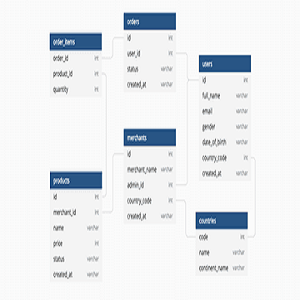 orders
id int
user_id int
status varchar
created_at varchar
order_items
order_id int
product_id int
quantity int
users
id int
full_name varchar
email varchar
gender varchar
date_of_birth varchar
country_code int
created_at varchar
merchants
id int
merchant_name varchar
admin_id int
country_code int
created_at varchar
products
id int
merchant_id int
name varchar
price int
status varchar
created_at varchar
countries
code int
name varchar
continent_name varchar